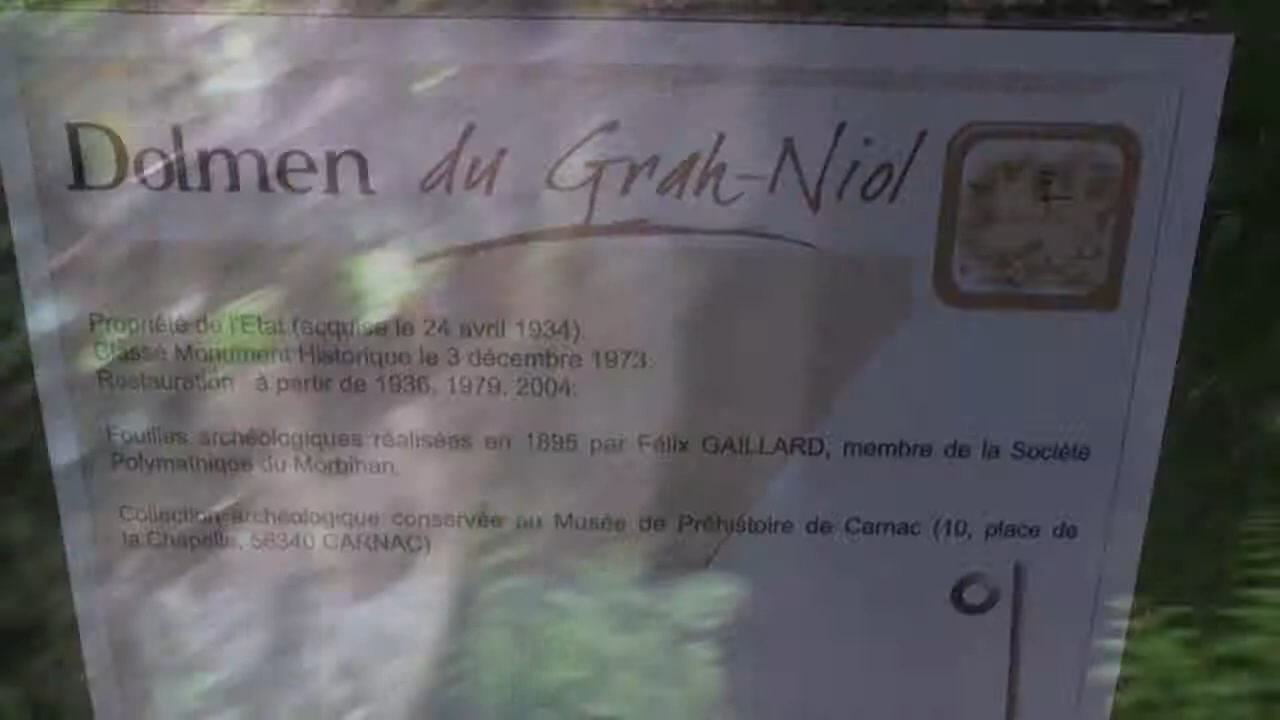 Dolmen du Grah-Niol
Propriété de l'Etat (acquise le 24 avril 1934).
Classé Monument Historique le 3 décembre 1973.
Restauration à partir de 1936, 1979, 2004.
Fouilles archéologiques réalisées en 1895 par Félix GAILLARD, membre de la Société
Polymathique du Morbihan.
Collection archéologique conservée au Musée de Préhistoire de Carnac (10, place de
la Chapelle, 56340 CARNAC)